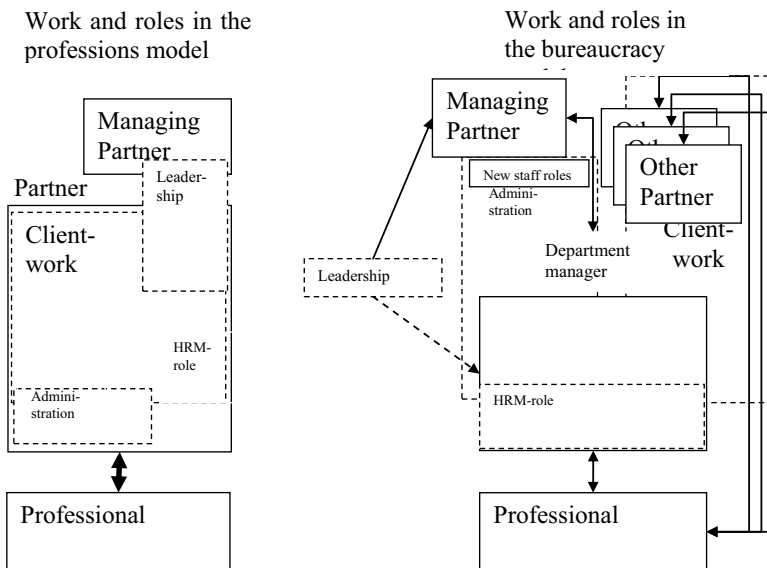 Work and roles in the
professions model
Managing
Partner
Leader-
ship
Partner
Client-
work
HRM-
role
Admini-
stration
Professional
Work and roles in
the bureaucracy
Managing
Partner
Other
Partner
New staff roles
Admini-
stration
Client-
work
Department
manager
Leadership
HRM-role
Professional